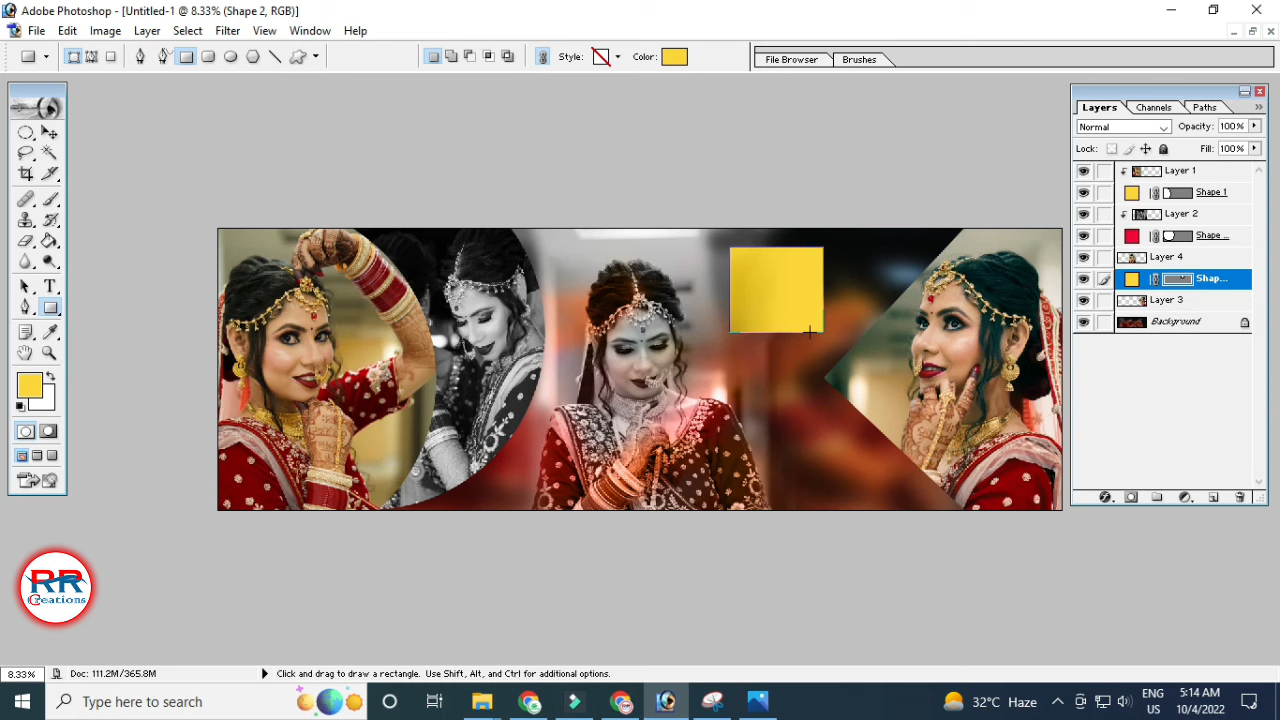 Adobe Photoshop - [Untitled-1 @ 8.33% (Shape 2, RGB)]
File Edit Image Layer Select Filter View Window Help
Style: Color: File Browser Brushes
Layers Channels Paths
Normal Opacity: 100%
Lock: Fill: 100%
Layer 1
Shape 1
Layer 2
Shape ...
Layer 4
Shap...
Layer 3
Background
T
RR
Creations
8.33% Doc: 111.2M/365.8M Click and drag to draw a rectangle. Use Shift, Alt, and Ctrl for additional options.
Type here to search 32°C Haze ENG 5:14 AM
US 10/4/2022